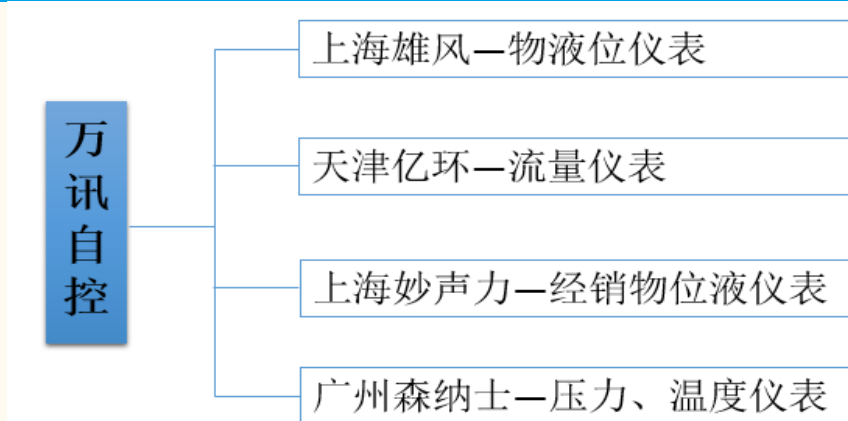 万讯自控
上海雄风—物液位仪表
天津亿环—流量仪表
上海妙声力—经销物位液仪表
广州森纳士—压力、温度仪表